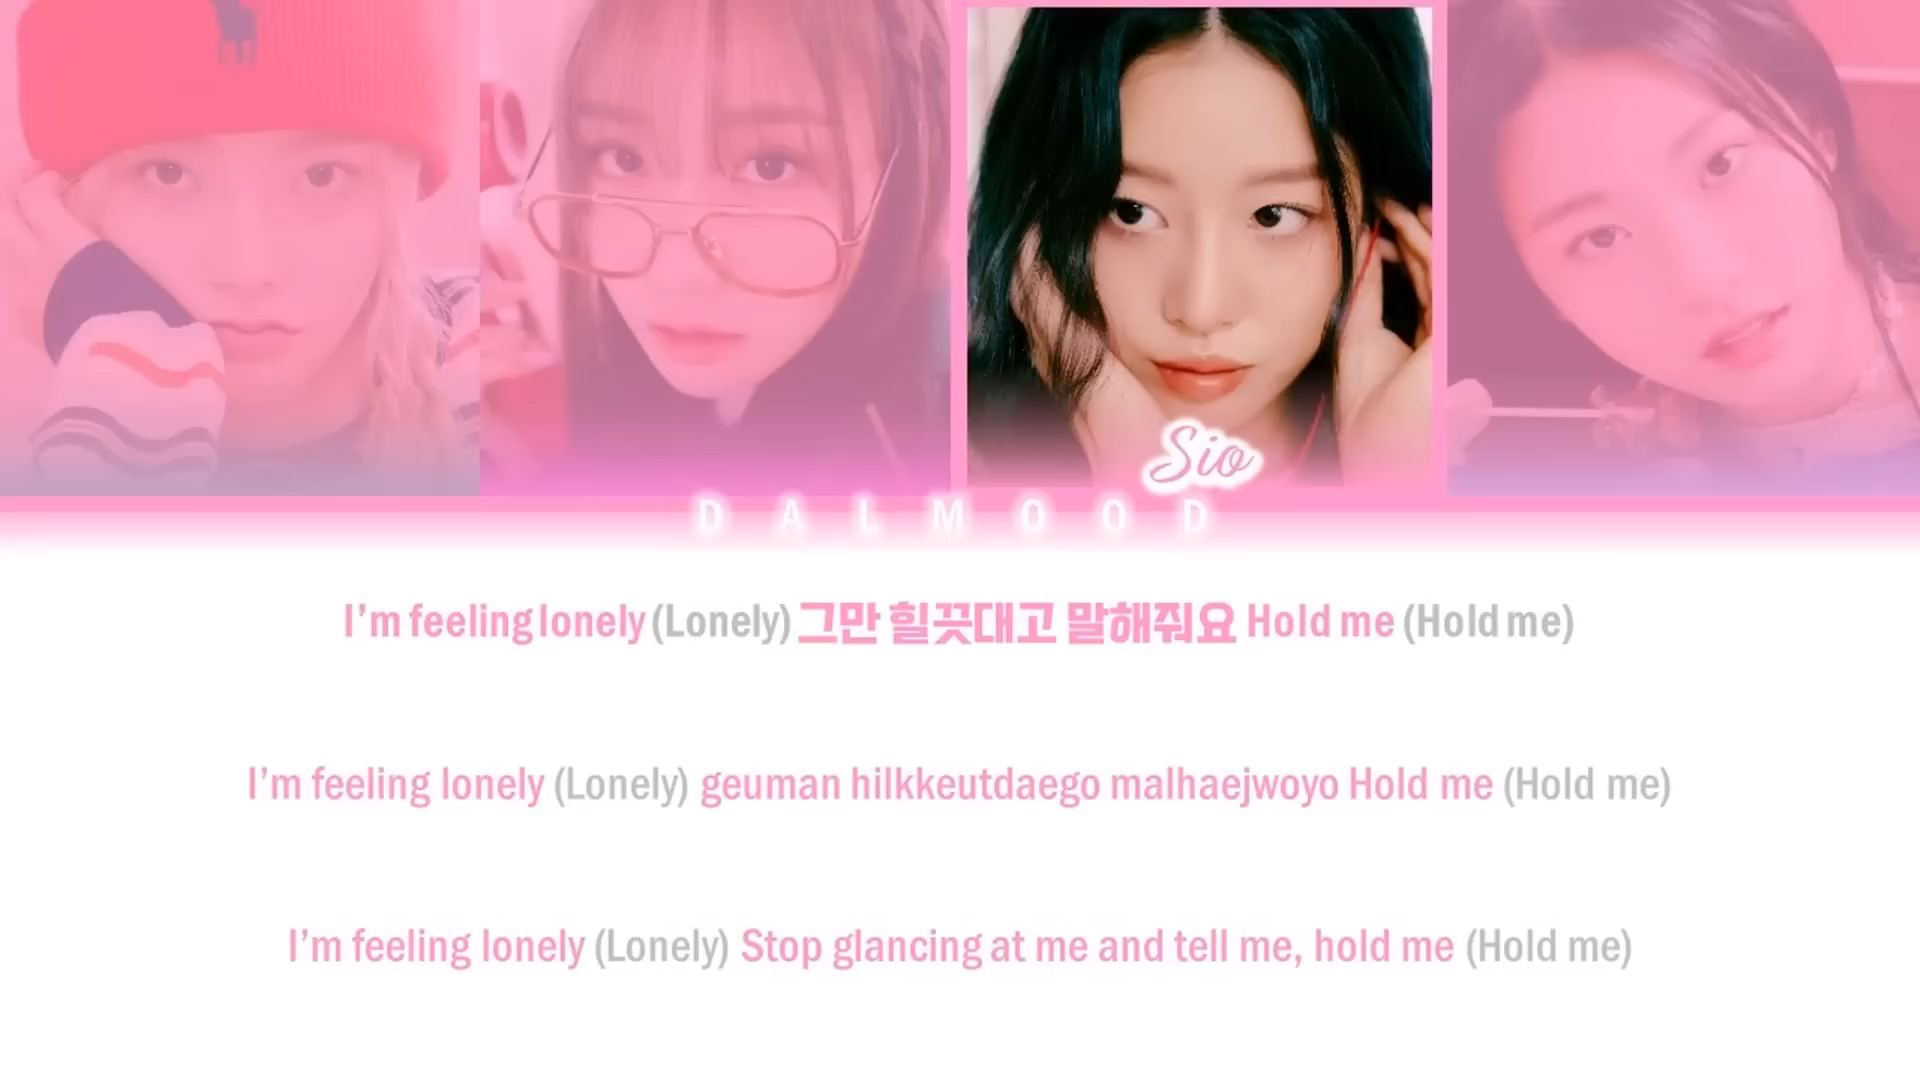 Sio
DALMOOD
I'm feeling lonely (Lonely) 그만 힐끗대고 말해줘요 Hold me (Hold me)
I'm feeling lonely (Lonely) geuman hilkkeutdaego malhaejwoyo Hold me (Hold me)
I'm feeling lonely (Lonely) Stop glancing at me and tell me, hold me (Hold me)